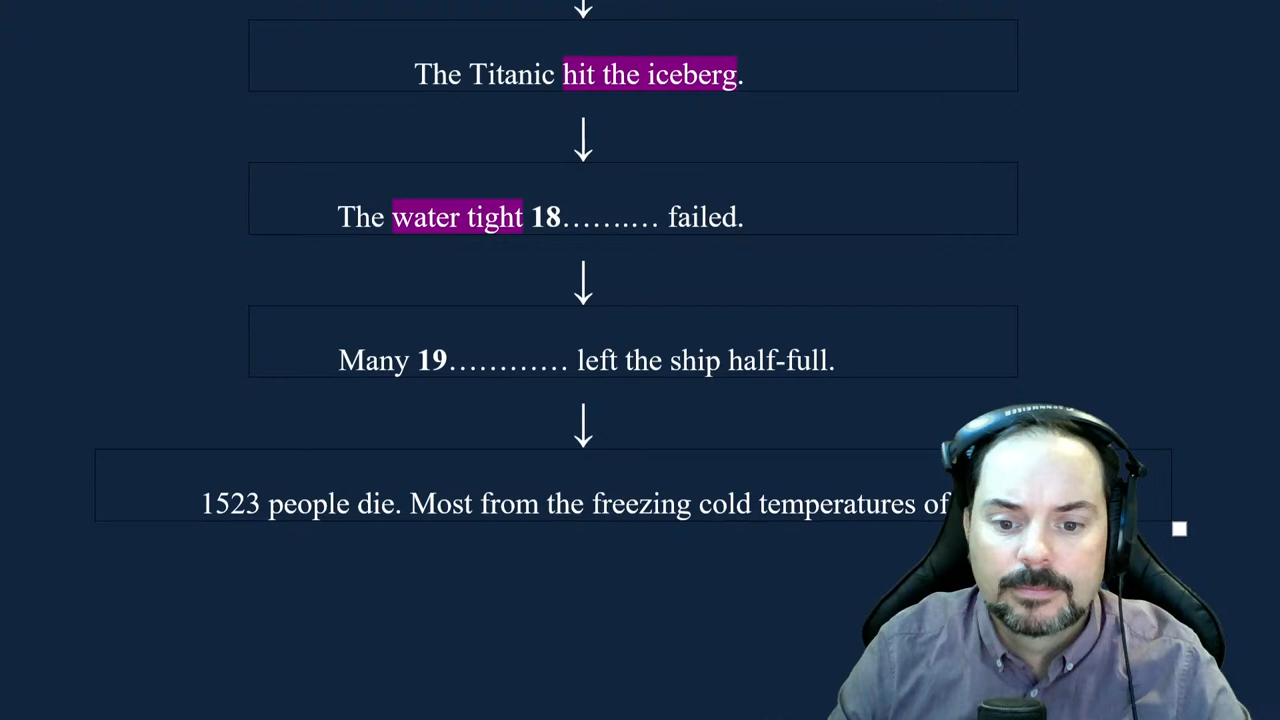 The Titanic hit the iceberg.
The water tight 18…….… failed.
Many 19………… left the ship half-full.
1523 people die. Most from the freezing cold temperatures of